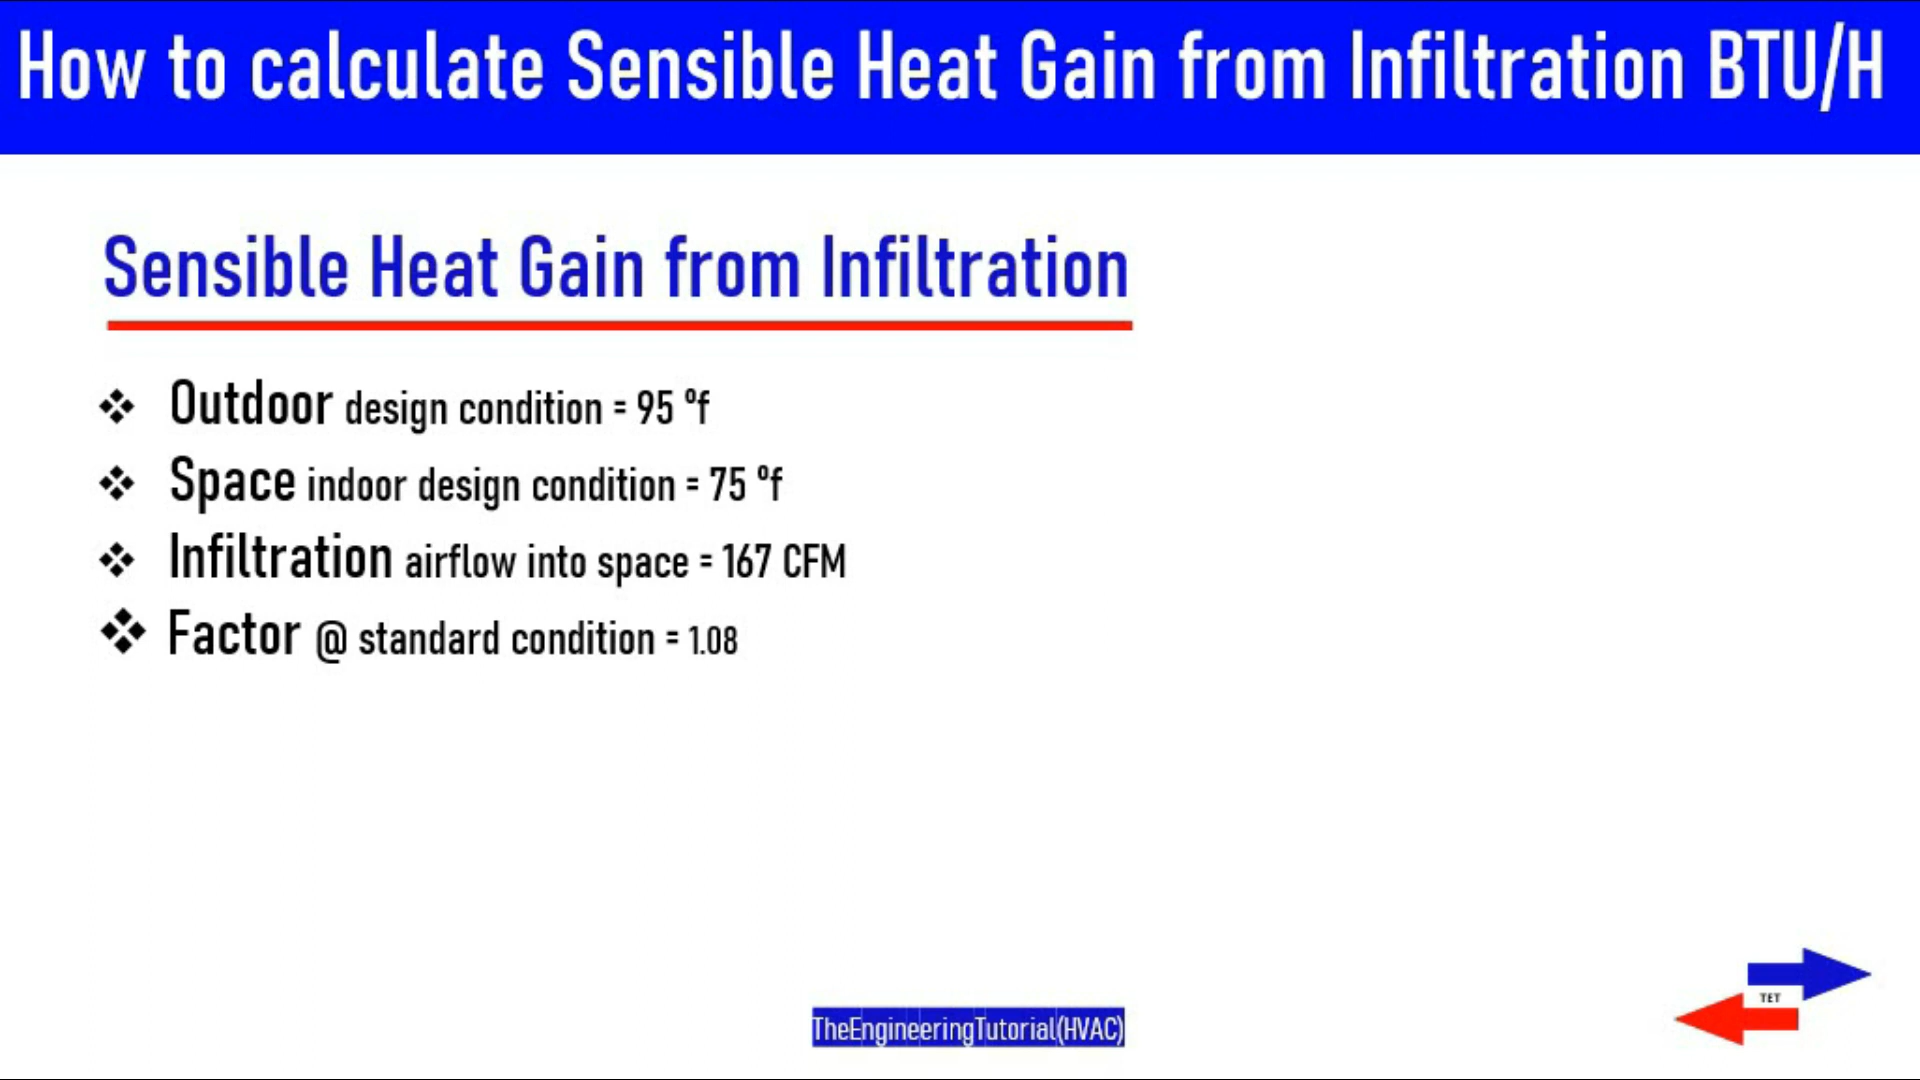 How to calculate Sensible Heat Gain from Infiltration BTU/H
Sensible Heat Gain from Infiltration
❖ Outdoor design condition = 95 ºf
❖ Space indoor design condition = 75 ºf
❖ Infiltration airflow into space = 167 CFM
❖ Factor @ standard condition = 1.08
TET
TheEngineeringTutorial(HVAC)